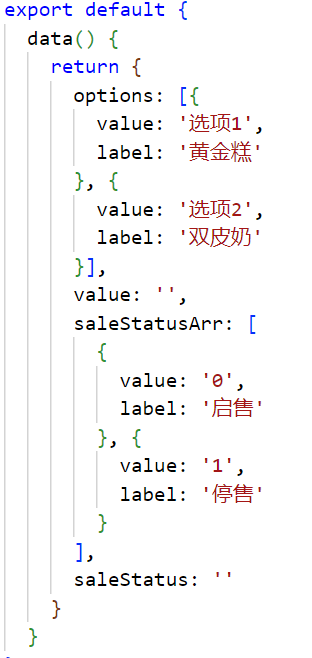 export default {
  data() {
    return {
      options: [{
        value: '选项1',
        label: '黄金糕'
      }, {
        value: '选项2',
        label: '双皮奶'
      }],
      value: '',
      saleStatusArr: [
        {
          value: '0',
          label: '启售'
        }, {
          value: '1',
          label: '停售'
        }
      ],
      saleStatus: ''
    }
  }